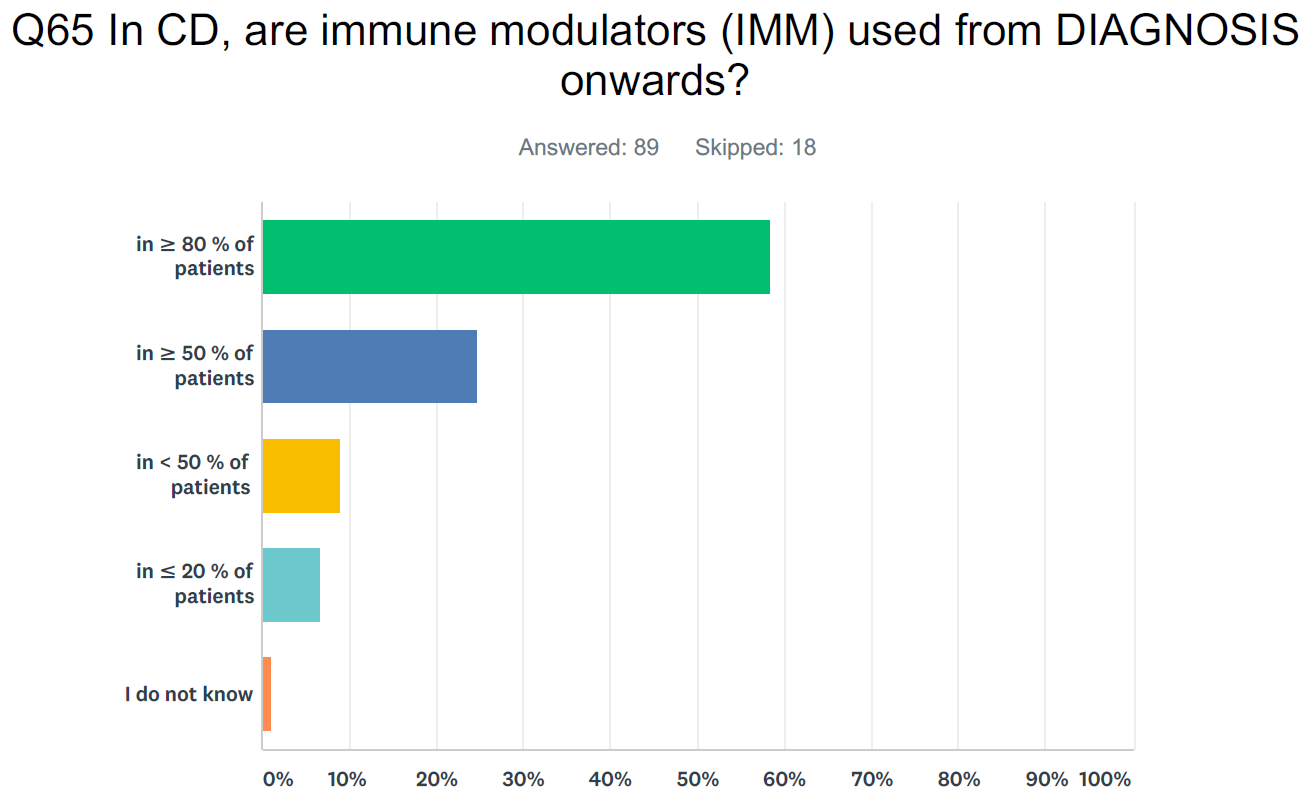 Q65 In CD, are immune modulators (IMM) used from DIAGNOSIS
onwards?
Answered: 89 Skipped: 18
in ≥ 80 % of
patients
in ≥ 50 % of
patients
in < 50 % of
patients
in ≤ 20 % of
patients
I do not know
0% 10% 20% 30% 40% 50% 60% 70% 80% 90% 100%